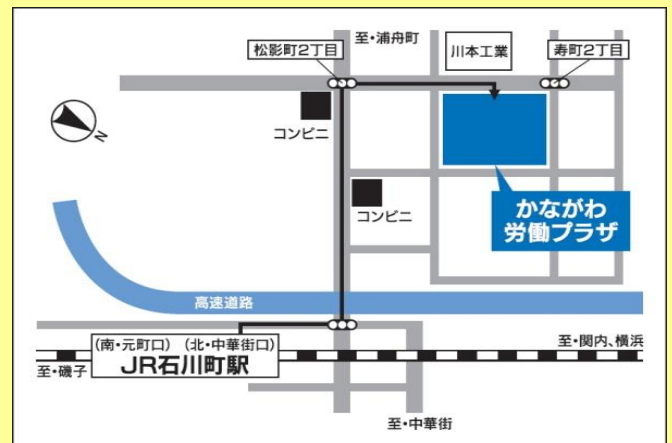 至・浦舟町
松影町2丁目
川本工業
寿町2丁目
N
コンビニ
コンビニ
かながわ
労働プラザ
高速道路
(南・元町口) (北・中華街口)
JR石川町駅
至・関内、横浜
至・磯子
至・中華街